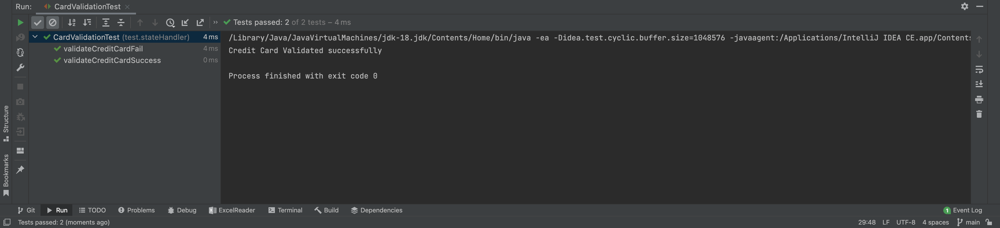 Run: CardValidationTest
Tests passed: 2 of 2 tests – 4 ms
CardValidationTest (test.stateHandler) 4 ms
validateCreditCardFail 4 ms
validateCreditCardSuccess 0 ms
/Library/Java/JavaVirtualMachines/jdk-18.jdk/Contents/Home/bin/java -ea -Didea.test.cyclic.buffer.size=1048576 -javaagent:/Applications/IntelliJ IDEA CE.app/Contents
Credit Card Validated successfully
Process finished with exit code 0
Structure
Bookmarks
Git Run TODO Problems Debug ExcelReader Terminal Build Dependencies 1 Event Log
Tests passed: 2 (moments ago) 29:48 LF UTF-8 4 spaces main